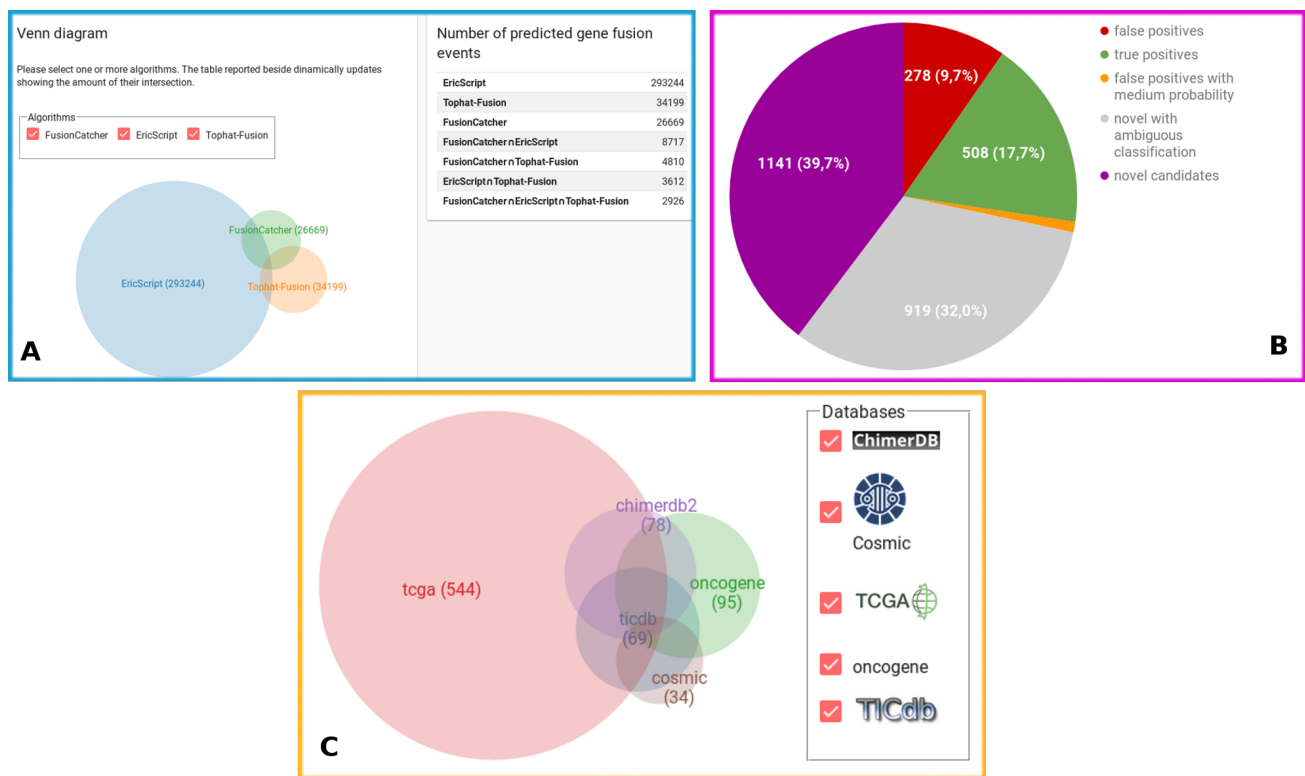 Venn diagram
Please select one or more algorithms. The table reported beside dinamically updates
showing the amount of their intersection.
Algorithms
FusionCatcher EricScript Tophat-Fusion
FusionCatcher (26669)
EricScript (293244)
Tophat-Fusion (34199)
A
Number of predicted gene fusion
events
EricScript 293244
Tophat-Fusion 34199
FusionCatcher 26669
FusionCatcher∩EricScript 8717
FusionCatcher∩Tophat-Fusion 4810
EricScript∩Tophat-Fusion 3612
FusionCatcher∩EricScript∩Tophat-Fusion 2926
278 (9,7%)
508 (17,7%)
1141 (39,7%)
919 (32,0%)
false positives
true positives
false positives with
medium probability
novel with
ambiguous
classification
novel candidates
B
chimerdb2
(78)
tcga (544)
oncogene
(95)
ticdb
(69)
cosmic
(34)
C
Databases
ChimerDB
Cosmic
TCGA
oncogene
TICdb